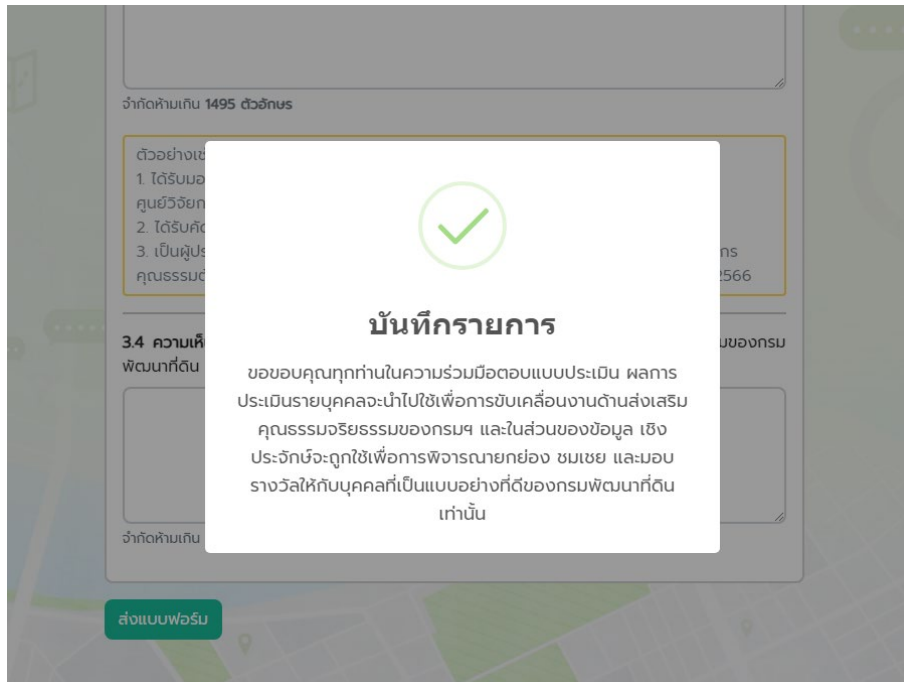 จำกัดห้ามเกิน 1495 ตัวอักษร
ตัวอย่างเช
1. ได้รับมอ
ศูนย์วิจัยก
2. ได้รับคัด
3. เป็นผู้ประ กร
คุณธรรมต้ 2566
บันทึกรายการ
3.4 ความเห็ มของกรม
พัฒนาที่ดิน
ขอขอบคุณทุกท่านในความร่วมมือตอบแบบประเมิน ผลการ
ประเมินรายบุคคลจะนำไปใช้เพื่อการขับเคลื่อนงานด้านส่งเสริม
คุณธรรมจริยธรรมของกรมฯ และในส่วนของข้อมูล เชิง
ประจักษ์จะถูกใช้เพื่อการพิจารณายกย่อง ชมเชย และมอบ
รางวัลให้กับบุคคลที่เป็นแบบอย่างที่ดีของกรมพัฒนาที่ดิน
เท่านั้น
จำกัดห้ามเกิน
ส่งแบบฟอร์ม